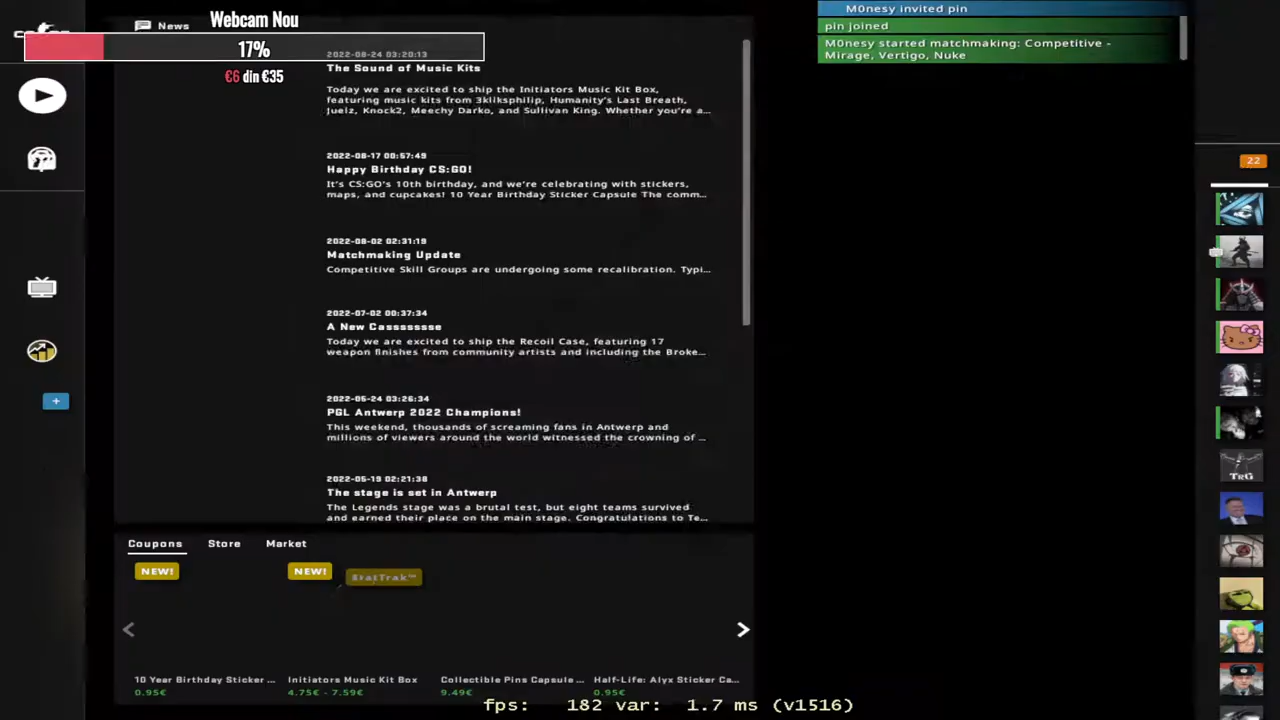 News
Webcam Nou
17%
€6 din €35
2022-08-24 03:20:13
The Sound of Music Kits
Today we are excited to ship the Initiators Music Kit Box,
featuring music kits from 3kliksphilip, Humanity's Last Breath,
Juelz, Knock2, Meechy Darko, and Sullivan King. Whether you're a...
2022-08-17 00:57:49
Happy Birthday CS:GO!
It's CS:GO's 10th birthday, and we're celebrating with stickers,
maps, and cupcakes! 10 Year Birthday Sticker Capsule The comm...
2022-08-02 02:31:19
Matchmaking Update
Competitive Skill Groups are undergoing some recalibration. Typi...
2022-07-02 00:37:34
A New Casssssse
Today we are excited to ship the Recoil Case, featuring 17
weapon finishes from community artists and including the Broke...
2022-05-24 03:26:34
PGL Antwerp 2022 Champions!
This weekend, thousands of screaming fans in Antwerp and
millions of viewers around the world witnessed the crowning of ...
2022-05-19 02:21:38
The stage is set in Antwerp
The Legends stage was a brutal test, but eight teams survived
and earned their place on the main stage. Congratulations to Te...
Coupons Store Market
NEW! NEW! StatTrak™
10 Year Birthday Sticker ... Initiators Music Kit Box Collectible Pins Capsule ... Half-Life: Alyx Sticker Ca...
0.95€ 4.75€ - 7.59€ 9.49€ 0.95€
fps: 182 var: 1.7 ms (v1516)
M0nesy invited pin
pin joined
M0nesy started matchmaking: Competitive -
Mirage, Vertigo, Nuke
22
TRG